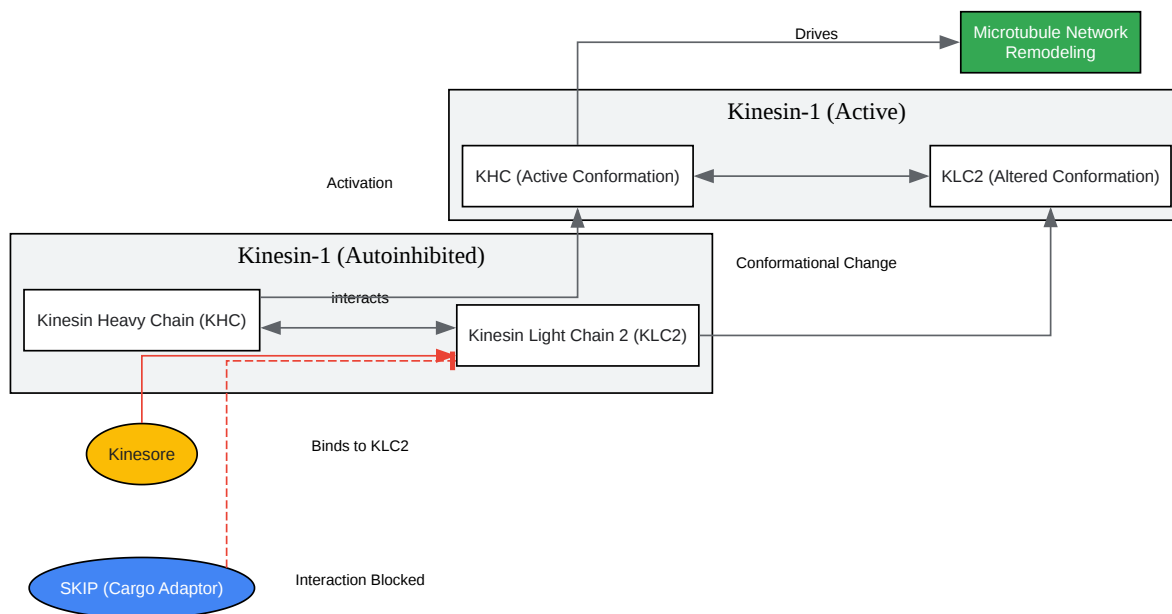 Drives
Microtubule Network
Remodeling
Kinesin-1 (Active)
KHC (Active Conformation)
KLC2 (Altered Conformation)
Activation
Kinesin-1 (Autoinhibited)
Conformational Change
interacts
Kinesin Heavy Chain (KHC)
Kinesin Light Chain 2 (KLC2)
Binds to KLC2
Kinesore
Interaction Blocked
SKIP (Cargo Adaptor)